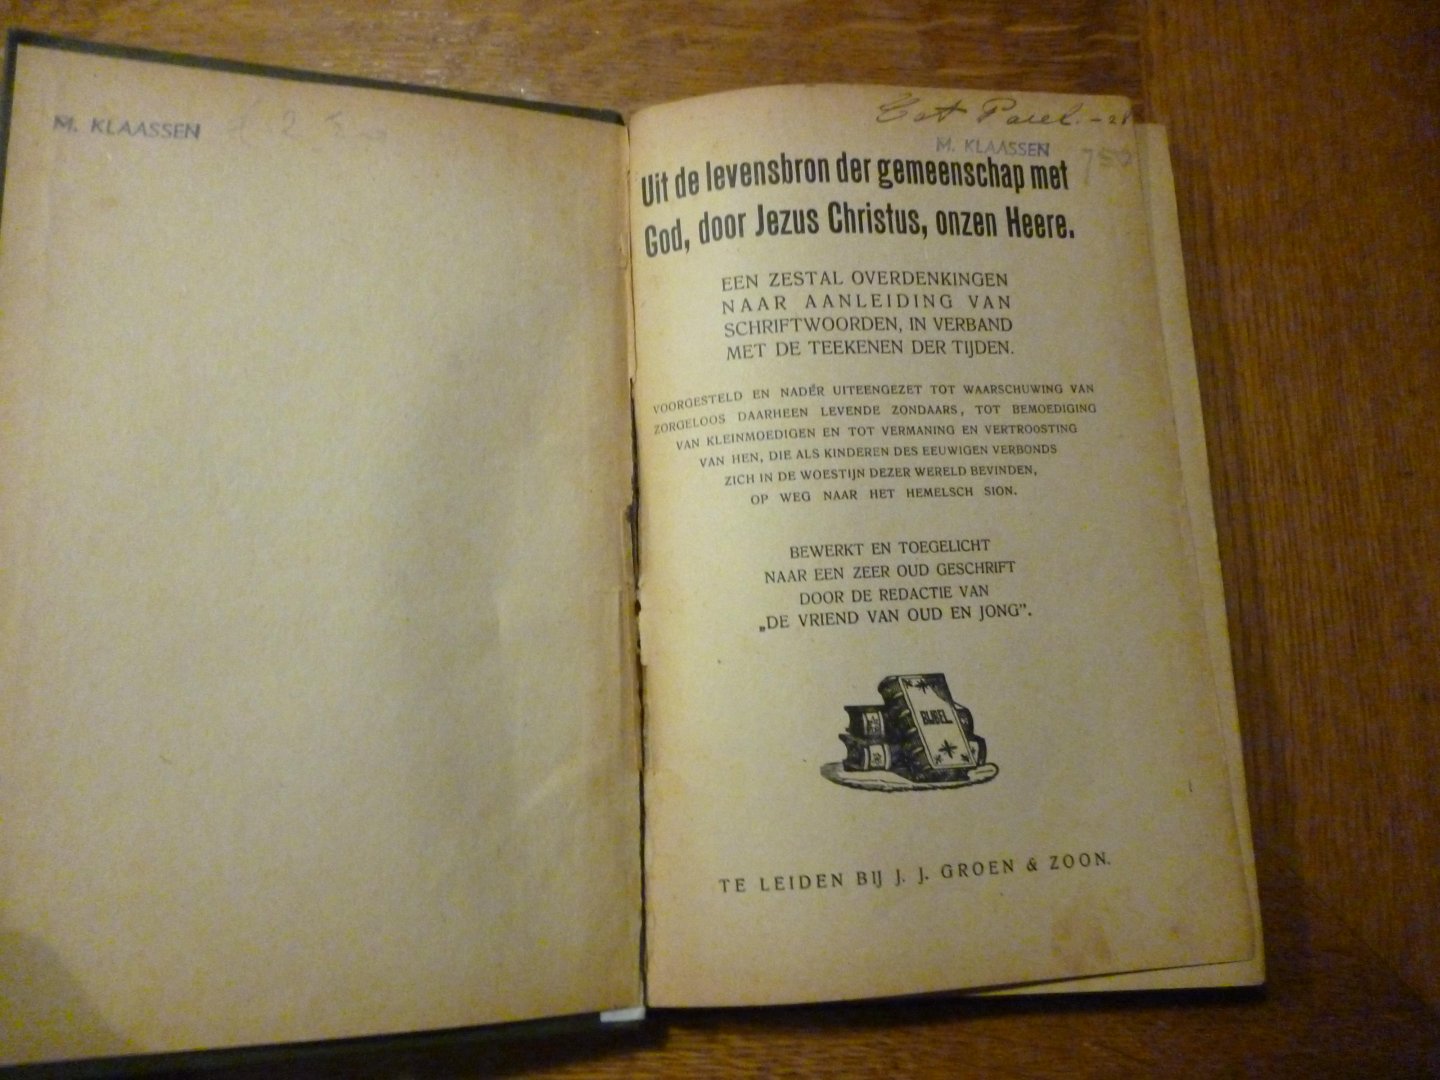 M. KLAASSEN
M. KLAASSEN
750
Uit de levensbron der gemeenschap met
God, door Jezus Christus, onzen Heere.
EEN ZESTAL OVERDENKINGEN
NAAR AANLEIDING VAN
SCHRIFTWOORDEN, IN VERBAND
MET DE TEEKENEN DER TIJDEN.
VOORGESTELD EN NADÉR UITEENGEZET TOT WAARSCHUWING VAN
ZORGELOOS DAARHEEN LEVENDE ZONDAARS, TOT BEMOEDIGING
VAN KLEINMOEDIGEN EN TOT VERMANING EN VERTROOSTING
VAN HEN, DIE ALS KINDEREN DES EEUWIGEN VERBONDS
ZICH IN DE WOESTIJN DEZER WERELD BEVINDEN,
OP WEG NAAR HET HEMELSCH SION.
BEWERKT EN TOEGELICHT
NAAR EEN ZEER OUD GESCHRIFT
DOOR DE REDACTIE VAN
„DE VRIEND VAN OUD EN JONG”.
BIJBEL
TE LEIDEN BIJ J. J. GROEN & ZOON.